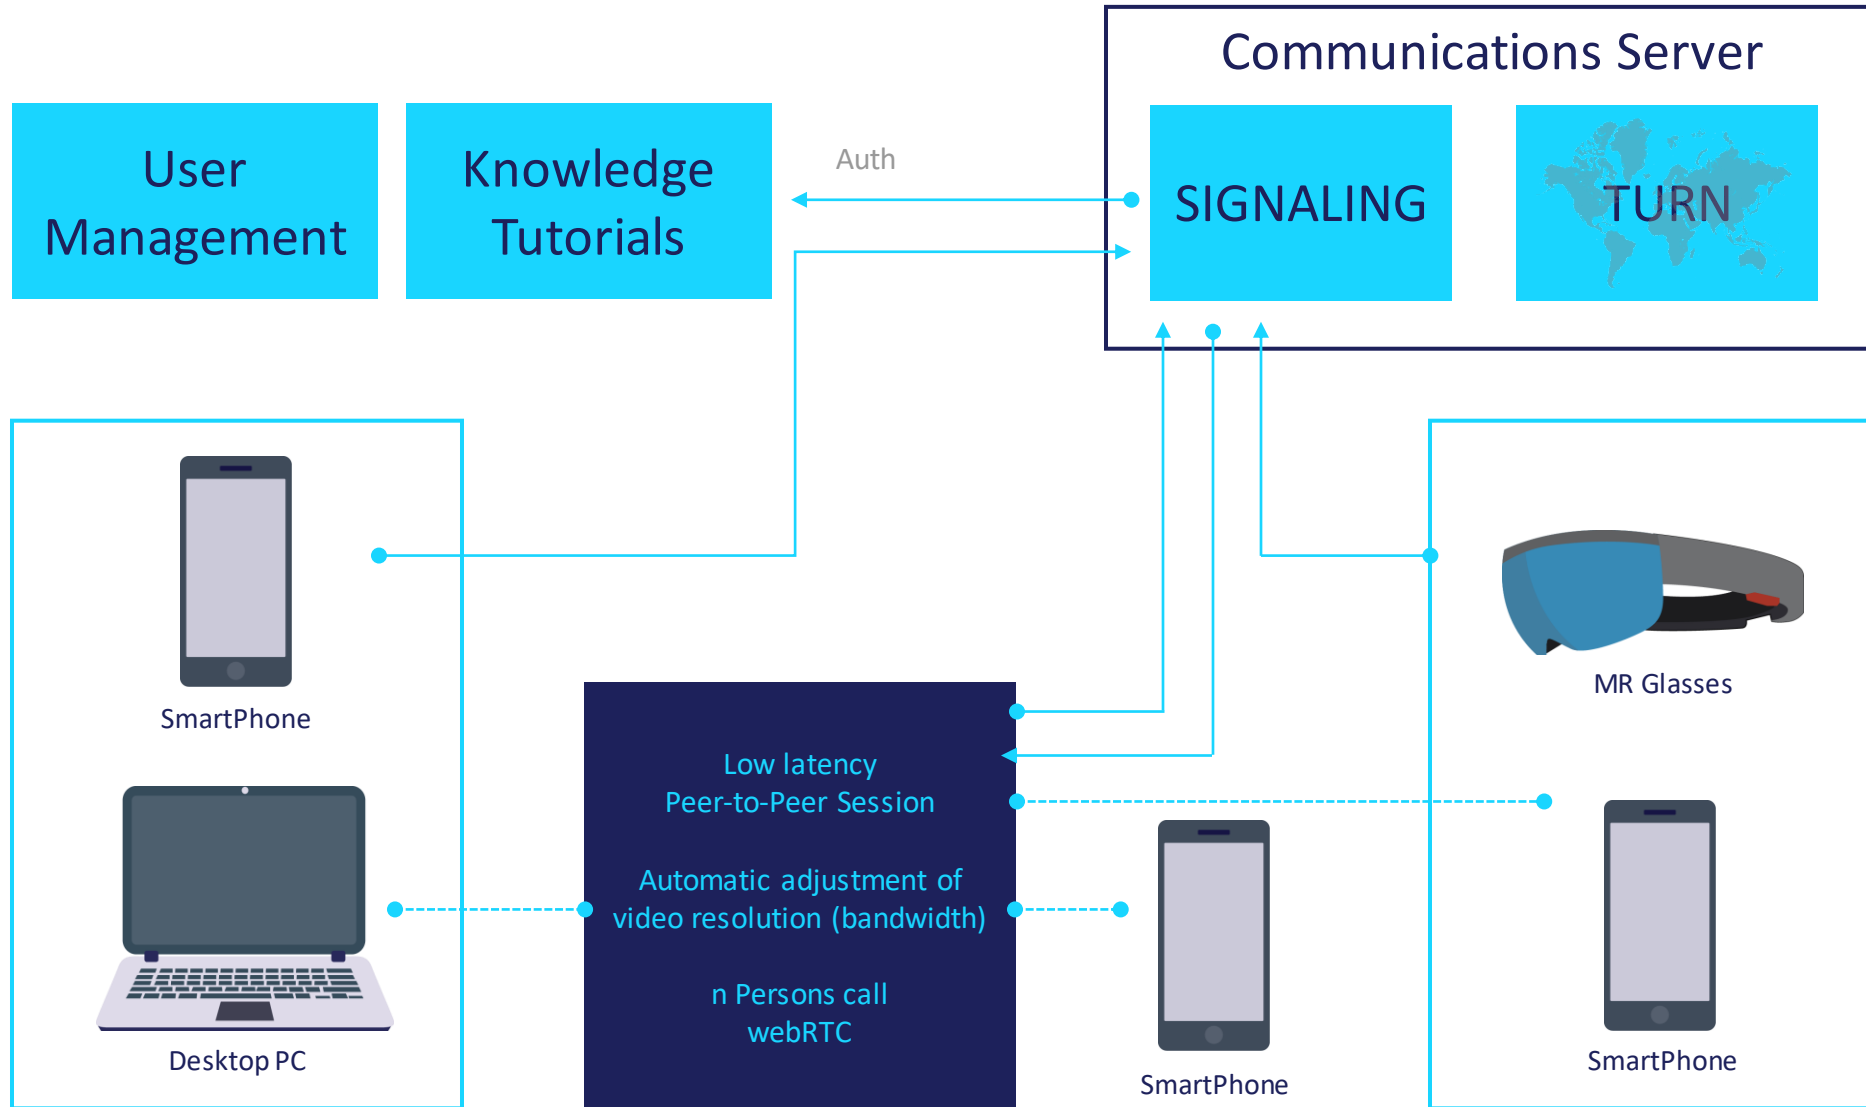 Communications Server
User
Management
Knowledge
Tutorials
Auth
SIGNALING
TURN
SmartPhone
MR Glasses
Low latency
Peer-to-Peer Session
Automatic adjustment of
video resolution (bandwidth)
n Persons call
webRTC
Desktop PC
SmartPhone
SmartPhone